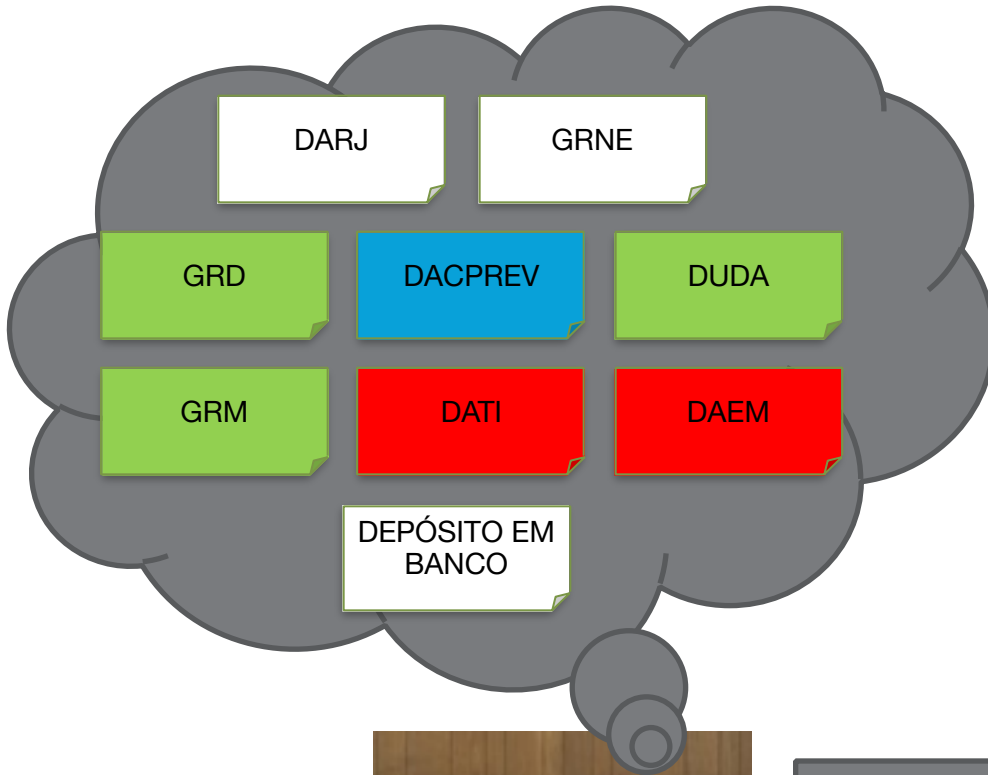 DARJ
GRNE
GRD
DACPREV
DUDA
GRM
DATI
DAEM
DEPÓSITO EM
BANCO